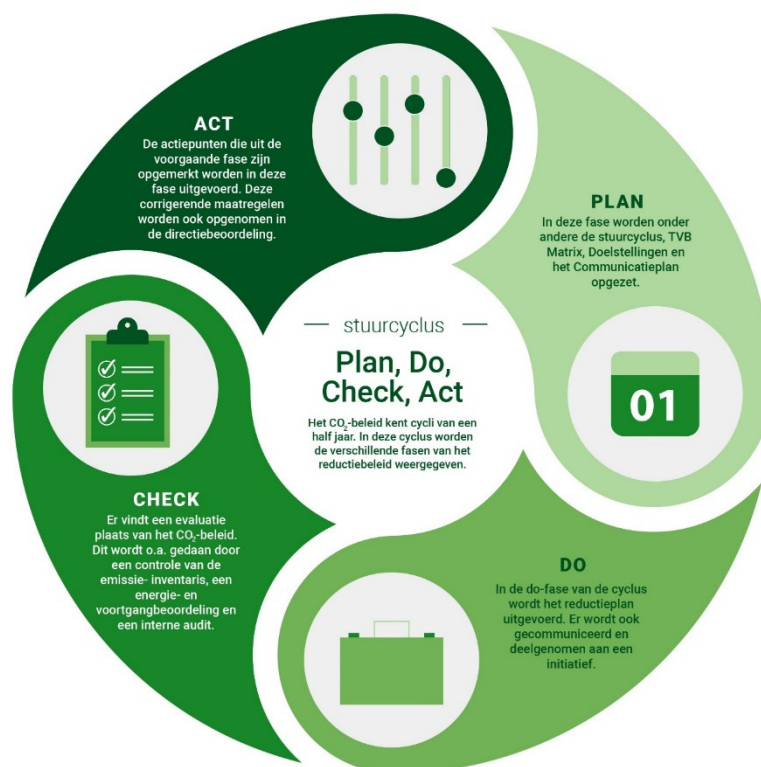 ACT
De actiepunten die uit de
voorgaande fase zijn
opgemerkt worden in deze
fase uitgevoerd. Deze
corrigerende maatregelen
worden ook opgenomen in
de directiebeoordeling.
PLAN
In deze fase worden onder
andere de stuurcyclus, TVB
Matrix, Doelstellingen en
het Communicatieplan
opgezet.
01
stuurcyclus
Plan, Do,
Check, Act
Het CO₂-beleid kent cycli van een
half jaar. In deze cyclus worden
de verschillende fasen van het
reductiebeleid weergegeven.
DO
In de do-fase van de cyclus
wordt het reductieplan
uitgevoerd. Er wordt ook
gecommuniceerd en
deelgenomen aan een
initiatief.
CHECK
Er vindt een evaluatie
plaats van het CO₂-beleid.
Dit wordt o.a. gedaan door
een controle van de
emissie- inventaris, een
energie- en
voortgangbeoordeling en
een interne audit.